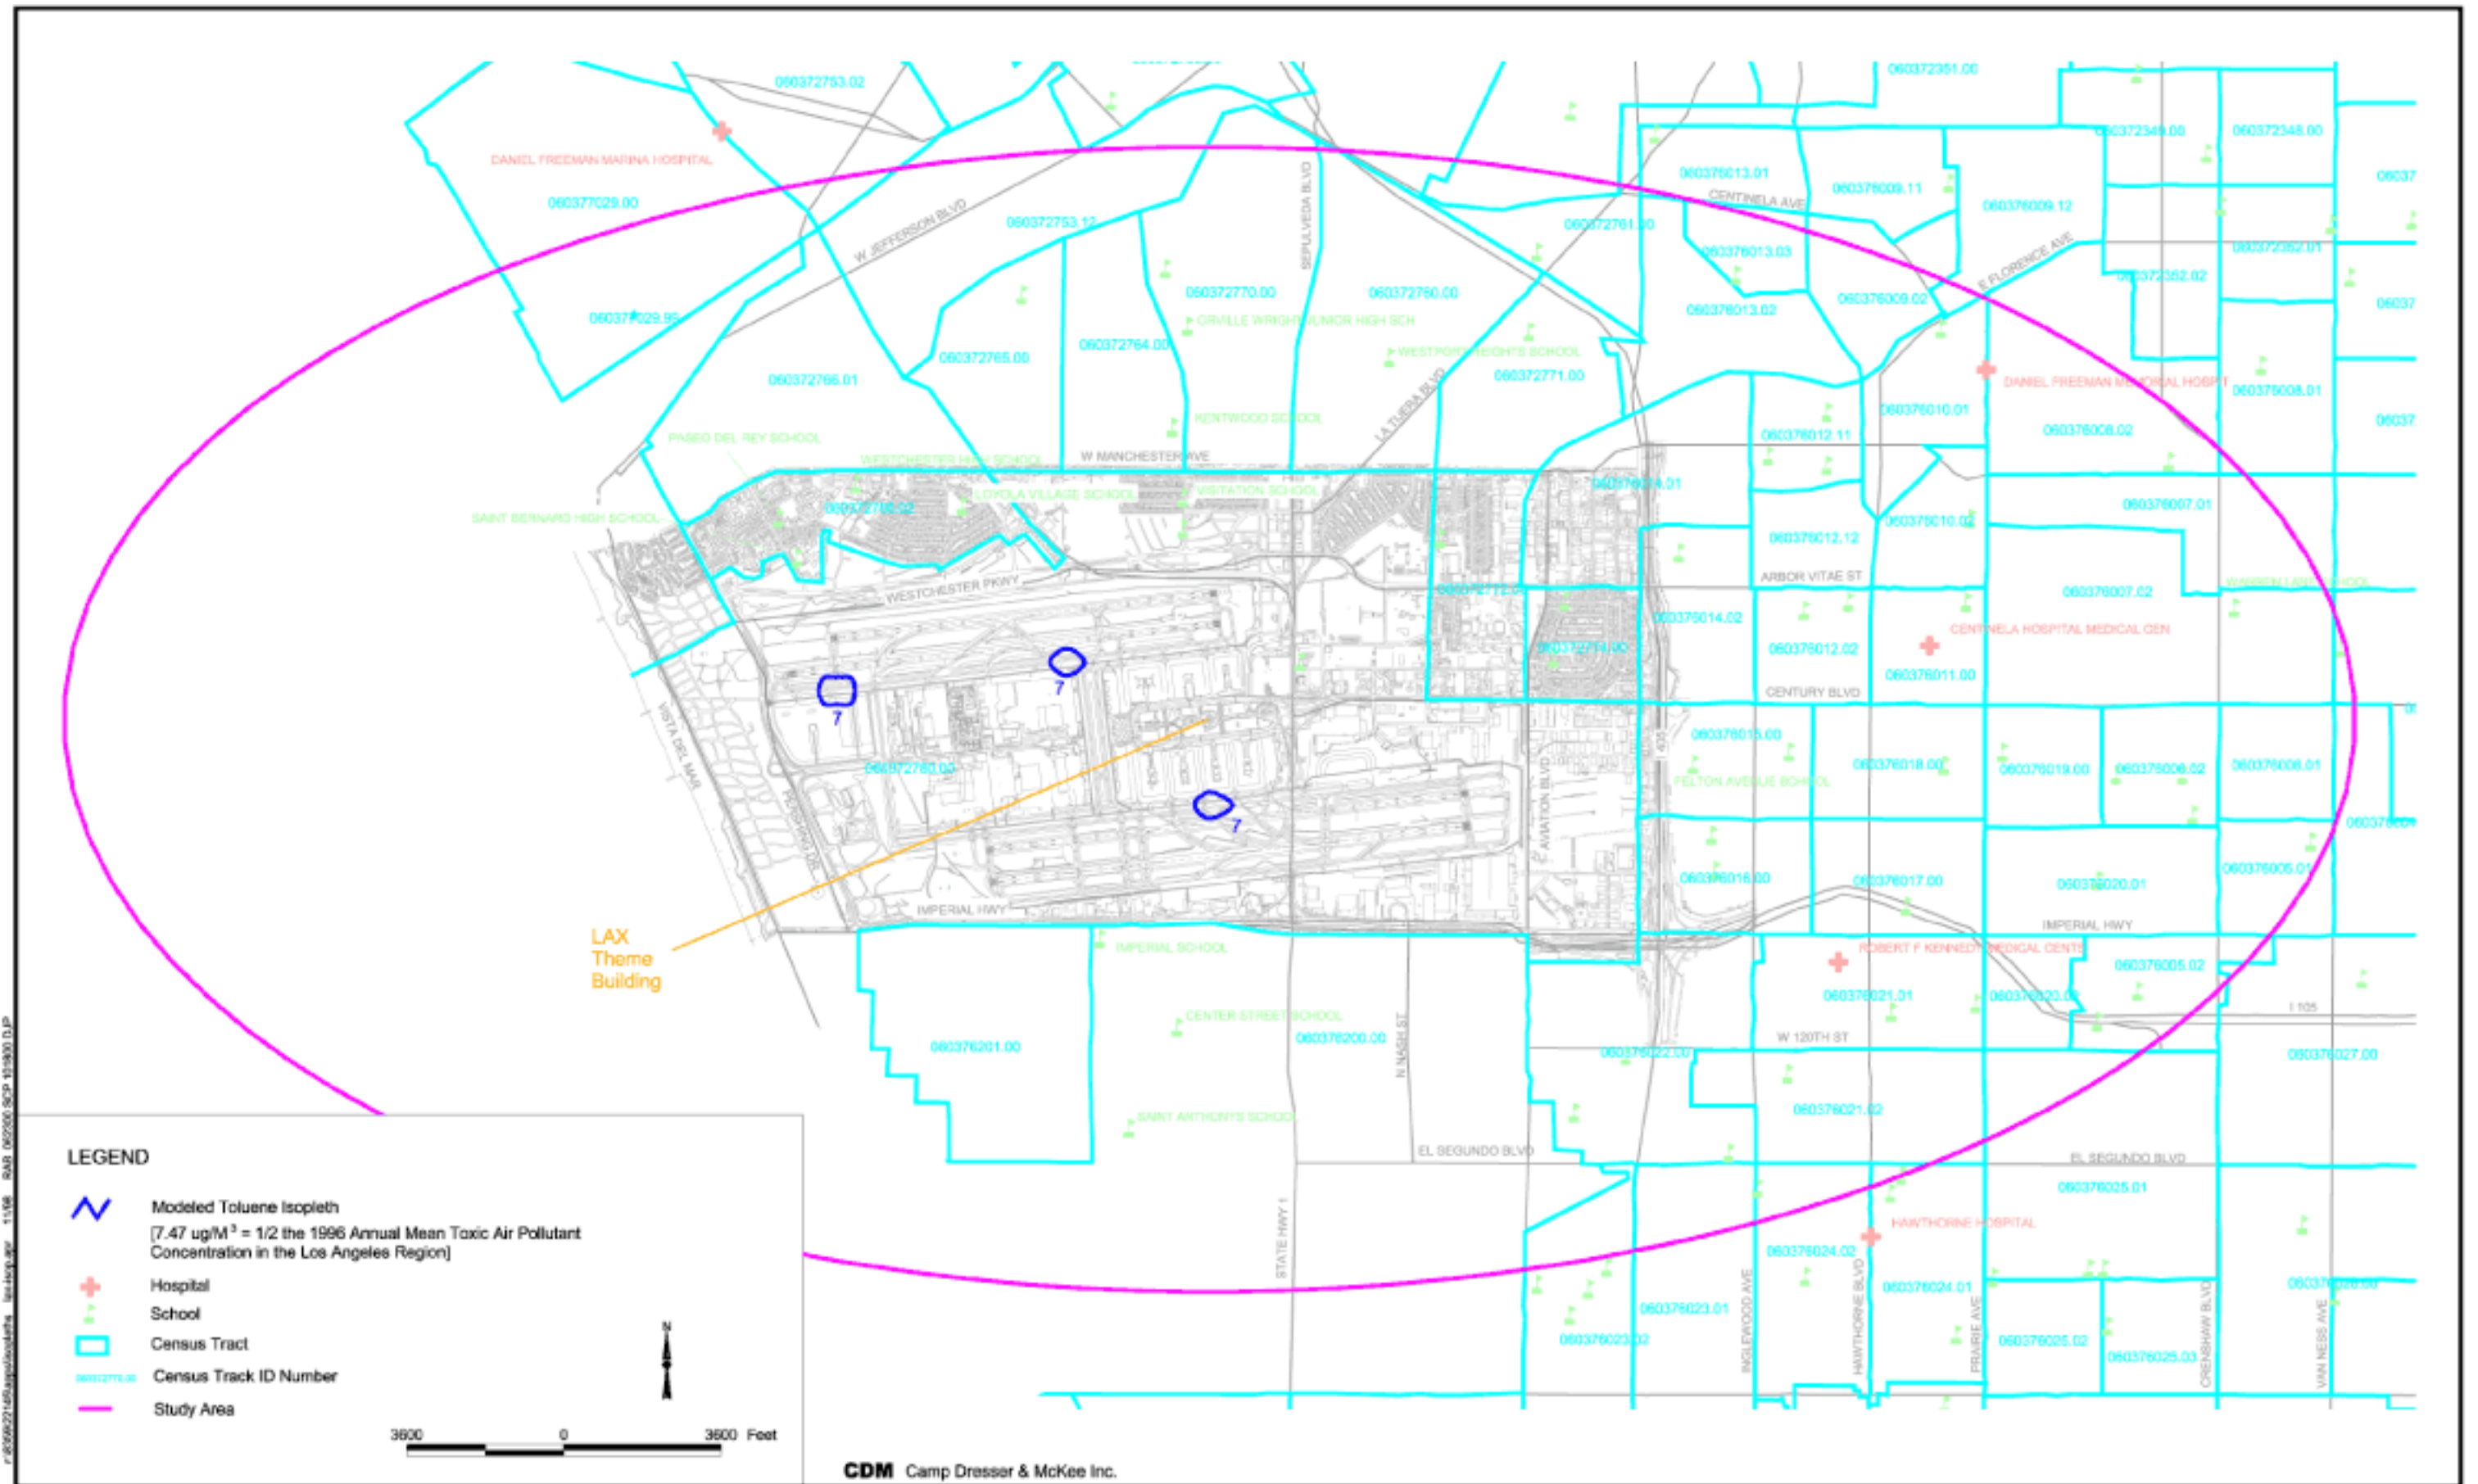 060372351.00
060372753.02
060372349.00
060372348.00
DANIEL FREEMAN MARINA HOSPITAL
060376013.01
CENTINELA AVE
060376009.11
060377029.00
060376009.12
W JEFFERSON BLVD
060372753.12
SEPULVEDA BLVD
060372761.00
060376013.03
E FLORENCE AVE
060372352.01
060372352.02
060372770.00
060372760.00
060376009.02
060376013.02
ORVILLE WRIGHT JUNIOR HIGH SCH
060372764.00
060372765.00
WESTPORT HEIGHTS SCHOOL
060372766.01
060372771.00
DANIEL FREEMAN MEMORIAL HOSPIT
060376008.01
LA TIJERA BLVD
060376010.01
KENTWOOD SCHOOL
PASEO DEL REY SCHOOL
060376012.11
060376008.02
WESTCHESTER HIGH SCHOOL
W MANCHESTER AVE
060376014.01
LOYOLA VILLAGE SCHOOL
VISITATION SCHOOL
060376007.01
SAINT BERNARD HIGH SCHOOL
060376010.02
060376012.12
ARBOR VITAE ST
WESTCHESTER PKWY
060376007.02
060376014.02
CENTINELA HOSPITAL MEDICAL CEN
060372774.00
060376012.02
060376011.00
7
7
CENTURY BLVD
VISTA DEL MAR
060376015.00
I 405
060372780.00
060376018.00
060376019.00
060376006.02
060376006.01
FELTON AVENUE SCHOOL
PERSHING DR
AVIATION BLVD
7
060376016.00
060376017.00
060376020.01
060376005.01
IMPERIAL HWY
IMPERIAL HWY
LAX
Theme
Building
IMPERIAL SCHOOL
ROBERT F KENNEDY MEDICAL CENTE
060376005.02
060376021.01
060376020.02
I 105
CENTER STREET SCHOOL
N NASH ST
060376201.00
060376200.00
W 120TH ST
060376022.00
060376027.00
SAINT ANTHONYS SCHOOL
060376021.02
EL SEGUNDO BLVD
EL SEGUNDO BLVD
060376025.01
STATE HWY 1
HAWTHORNE HOSPITAL
060376024.02
INGLEWOOD AVE
HAWTHORNE BLVD
060376024.01
PRAIRIE AVE
CRENSHAW BLVD
VAN NESS AVE
060376023.01
060376023.02
060376025.02
060376025.03
LEGEND
Modeled Toluene Isopleth
[7.47 ug/M³ = 1/2 the 1996 Annual Mean Toxic Air Pollutant
Concentration in the Los Angeles Region]
Hospital
School
Census Tract
Census Track ID Number
Study Area
N
3600 0 3600 Feet
CDM Camp Dresser & McKee Inc.